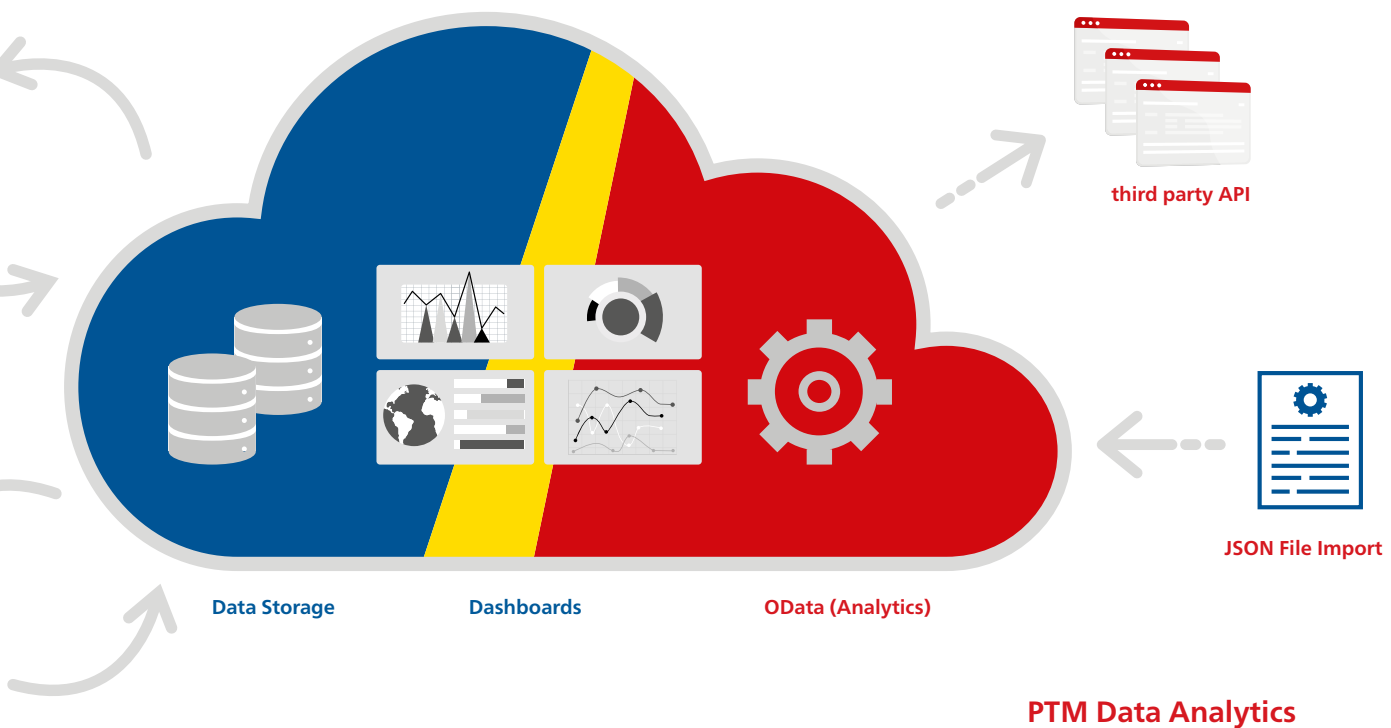 third party API
JSON File Import
Data Storage
Dashboards
OData (Analytics)
PTM Data Analytics